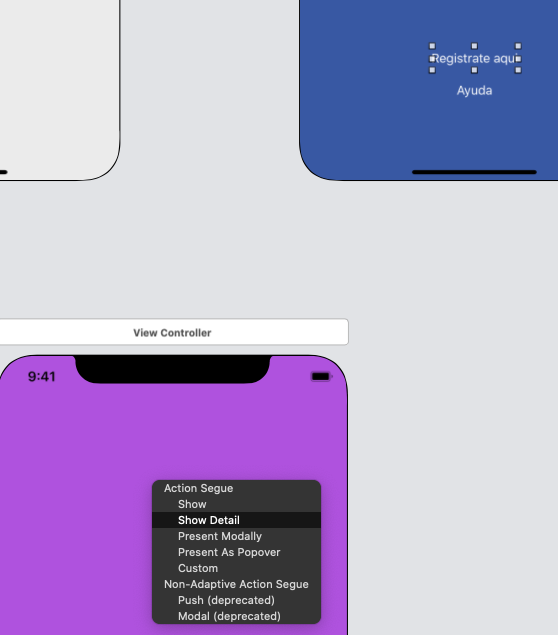 Registrate aqui
Ayuda
View Controller
9:41
Action Segue
Show
Show Detail
Present Modally
Present As Popover
Custom
Non-Adaptive Action Segue
Push (deprecated)
Modal (deprecated)